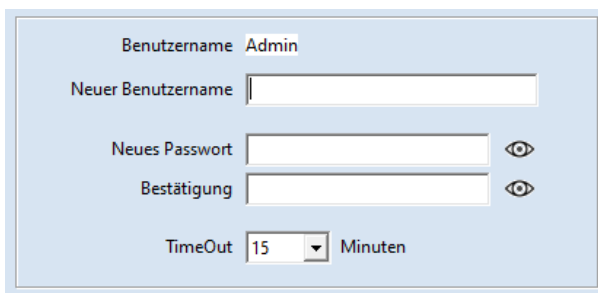 Benutzername Admin
Neuer Benutzername
Neues Passwort
Bestätigung
TimeOut 15 Minuten